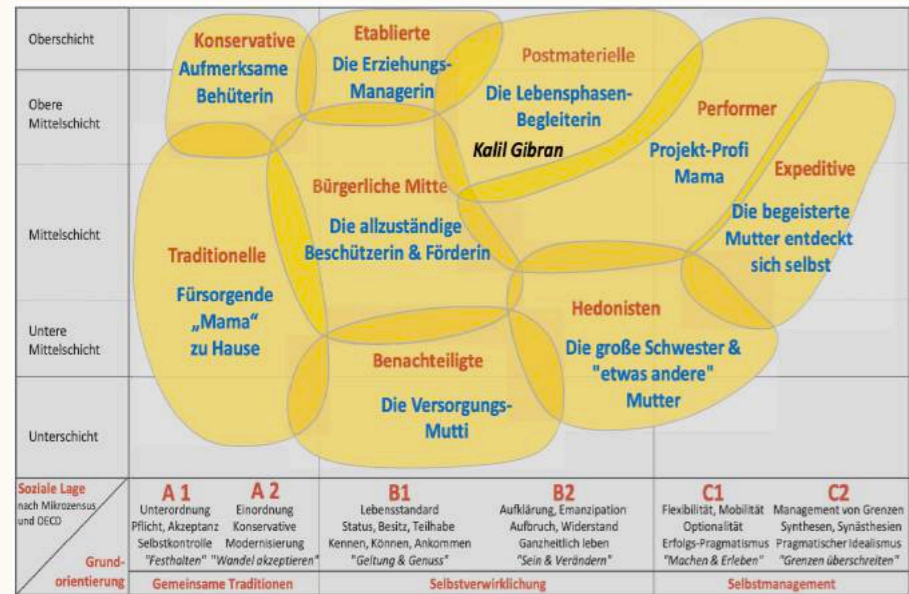 Oberschicht
Obere
Mittelschicht
Mittelschicht
Untere
Mittelschicht
Unterschicht
Konservative
Aufmerksame
Behüterin
Etablierte
Die Erziehungs-
Managerin
Postmaterielle
Die Lebensphasen-
Begleiterin
Kalil Gibran
Performer
Projekt-Profi
Mama
Expeditive
Die begeisterte
Mutter entdeckt
sich selbst
Bürgerliche Mitte
Die allzuständige
Beschützerin & Förderin
Traditionelle
Fürsorgende
„Mama“
zu Hause
Hedonisten
Die große Schwester &
"etwas andere"
Mutter
Benachteiligte
Die Versorgungs-
Mutti
Soziale Lage
nach Mikrozensus
und OECD
Grund-
orientierung
A 1
Unterordnung
Pflicht, Akzeptanz
Selbstkontrolle
"Festhalten"
A 2
Einordnung
Konservative
Modernisierung
"Wandel akzeptieren"
B1
Lebensstandard
Status, Besitz, Teilhabe
Kennen, Können, Ankommen
"Geltung & Genuss"
B2
Aufklärung, Emanzipation
Aufbruch, Widerstand
Ganzheitlich leben
"Sein & Verändern"
C1
Flexibilität, Mobilität
Optionalität
Erfolgs-Pragmatismus
"Machen & Erleben"
C2
Management von Grenzen
Synthesen, Synästhesien
Pragmatischer Idealismus
"Grenzen überschreiten"
Gemeinsame Traditionen
Selbstverwirklichung
Selbstmanagement